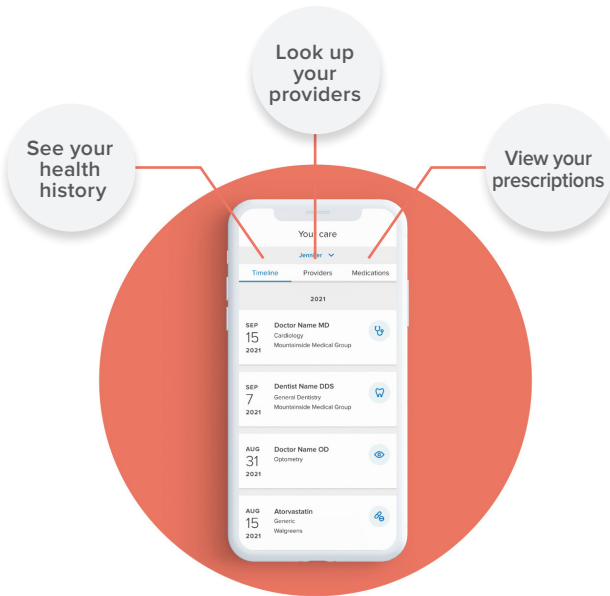 Look up
your
providers
See your
health
history
View your
prescriptions
Your care
Jennifer
Timeline Providers Medications
2021
SEP
15
2021
Doctor Name MD
Cardiology
Mountainside Medical Group
SEP
7
2021
Dentist Name DDS
General Dentistry
Mountainside Medical Group
AUG
31
2021
Doctor Name OD
Optometry
AUG
15
2021
Atorvastatin
Generic
Walgreens